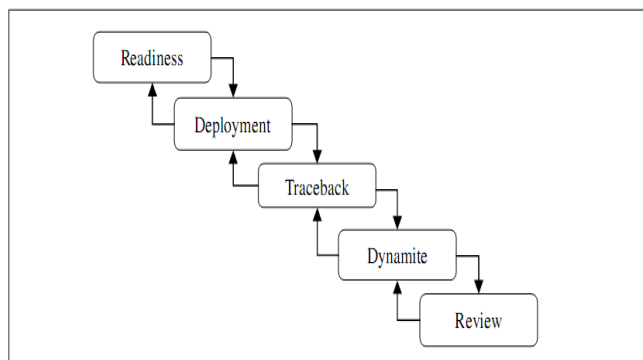 Readiness
Deployment
Traceback
Dynamite
Review